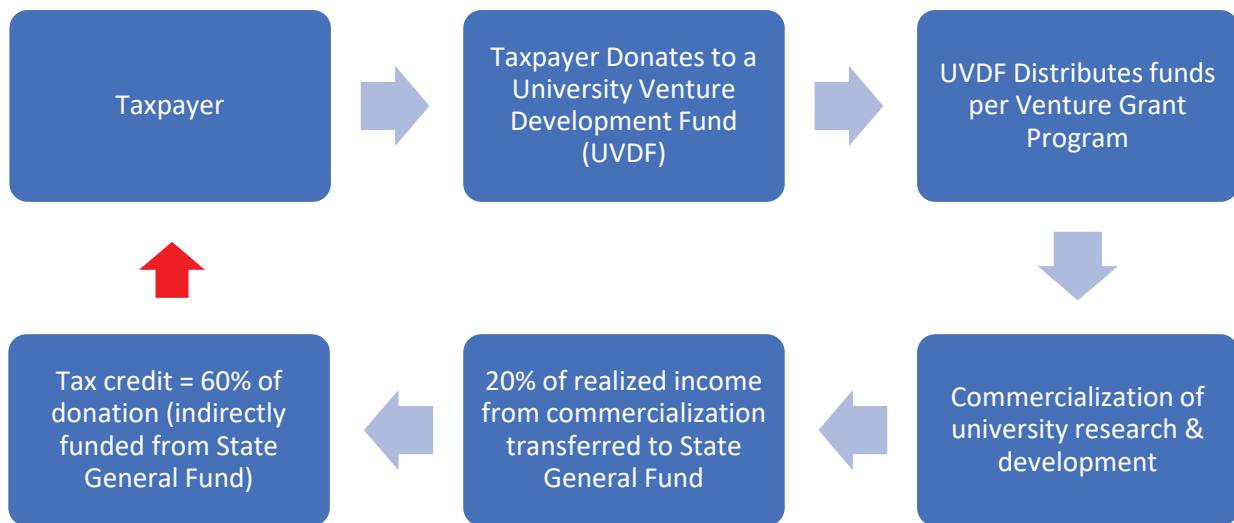 Taxpayer
Taxpayer Donates to a
University Venture
Development Fund
(UVDF)
UVDF Distributes funds
per Venture Grant
Program
Commercialization of
university research &
development
20% of realized income
from commercialization
transferred to State
General Fund
Tax credit = 60% of
donation (indirectly
funded from State
General Fund)